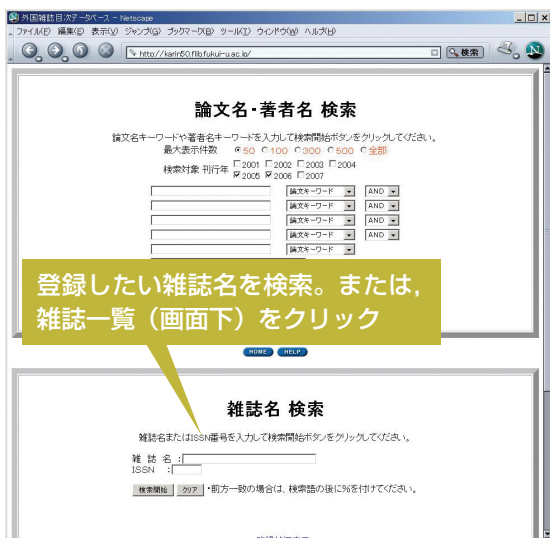 外国雑誌目次データベース - Netscape
ファイル(F) 編集(E) 表示(V) ジャンプ(G) ブックマーク(B) ツール(T) ウィンドウ(W) ヘルプ(H)
http://karin50.flib.fukui-u.ac.jp/ 検索
論文名・著者名 検索
論文名キーワードや著者名キーワードを入力して検索開始ボタンをクリックしてください。
最大表示件数 50 100 300 500 全部
検索対象 刊行年 2001 2002 2003 2004
2005 2006 2007
論文キーワード AND
論文キーワード AND
論文キーワード AND
論文キーワード AND
論文キーワード
登録したい雑誌名を検索。または,
雑誌一覧（画面下）をクリック
HOME HELP
雑誌名 検索
雑誌名またはISSN番号を入力して検索開始ボタンをクリックしてください。
雑 誌 名 :
ISSN :
検索開始 クリア ・前方一致の場合は、検索語の後に%を付けてください。